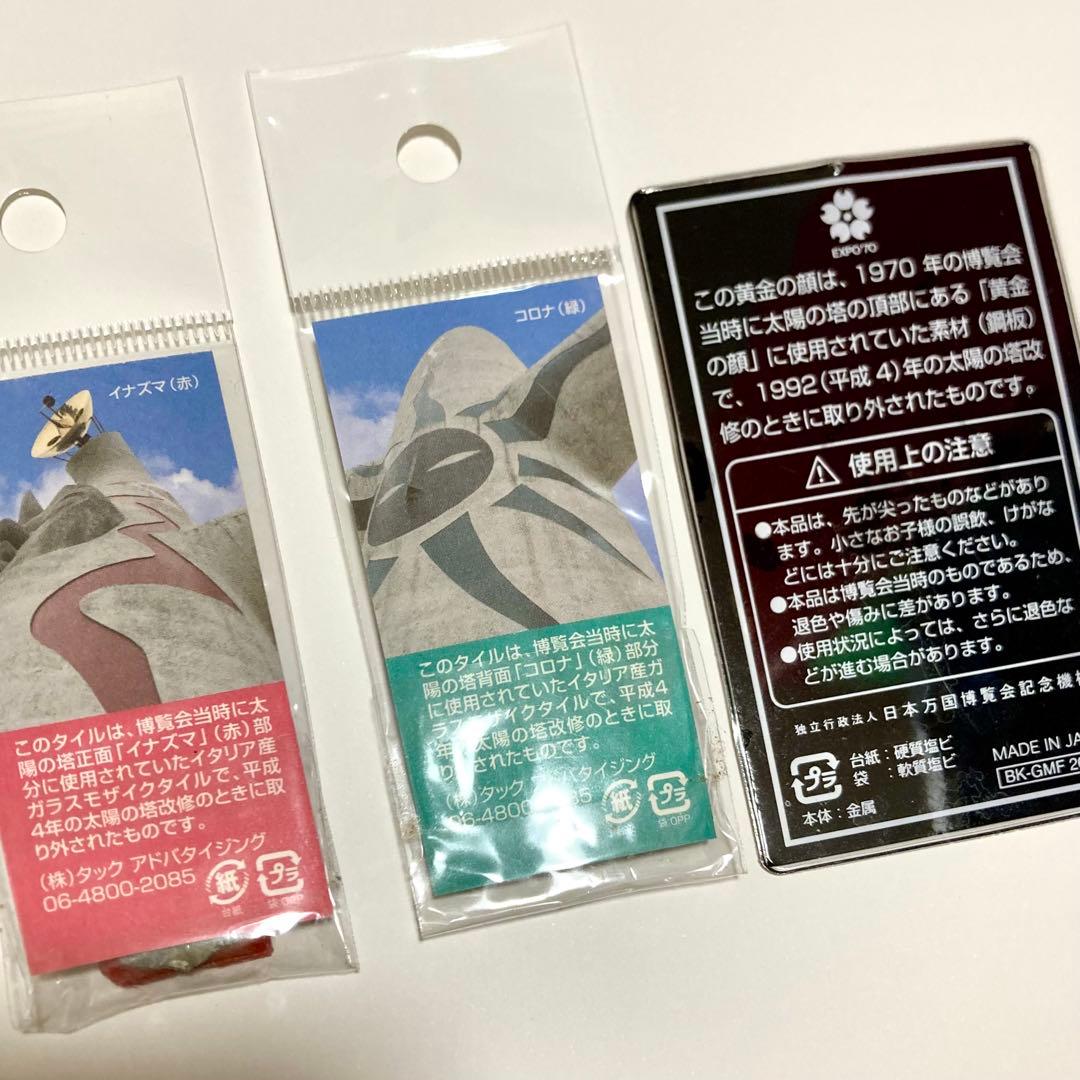 イナズマ(赤)
このタイルは、博覧会当時に太
陽の塔正面「イナズマ」(赤)部
分に使用されていたイタリア産
ガラスモザイクタイルで、平成
4年の太陽の塔改修のときに取
り外されたものです。
(株)タック アドバタイジング
06-4800-2085
紙
台紙
プラ
袋:OPP
コロナ(緑)
このタイルは、博覧会当時に太
陽の塔背面「コロナ」(緑)部分
に使用されていたイタリア産ガ
ラスモザイクタイルで、平成4
年の太陽の塔改修のときに取
り外されたものです。
(株)タック アドバタイジング
06-4800-2085
紙
台紙
プラ
袋:OPP
EXPO'70
この黄金の顔は、1970 年の博覧会
当時に太陽の塔の頂部にある「黄金
の顔」に使用されていた素材(鋼板)
で、1992(平成 4)年の太陽の塔改
修のときに取り外されたものです。
使用上の注意
●本品は、先が尖ったものなどがあり
ます。小さなお子様の誤飲、けがな
どには十分にご注意ください。
●本品は博覧会当時のものであるため、
退色や傷みに差があります。
●使用状況によっては、さらに退色な
どが進む場合があります。
独立行政法人 日本万国博覧会記念機構
プラ
台紙:硬質塩ビ
袋:軟質塩ビ
本体:金属
MADE IN JA
BK-GMF 20